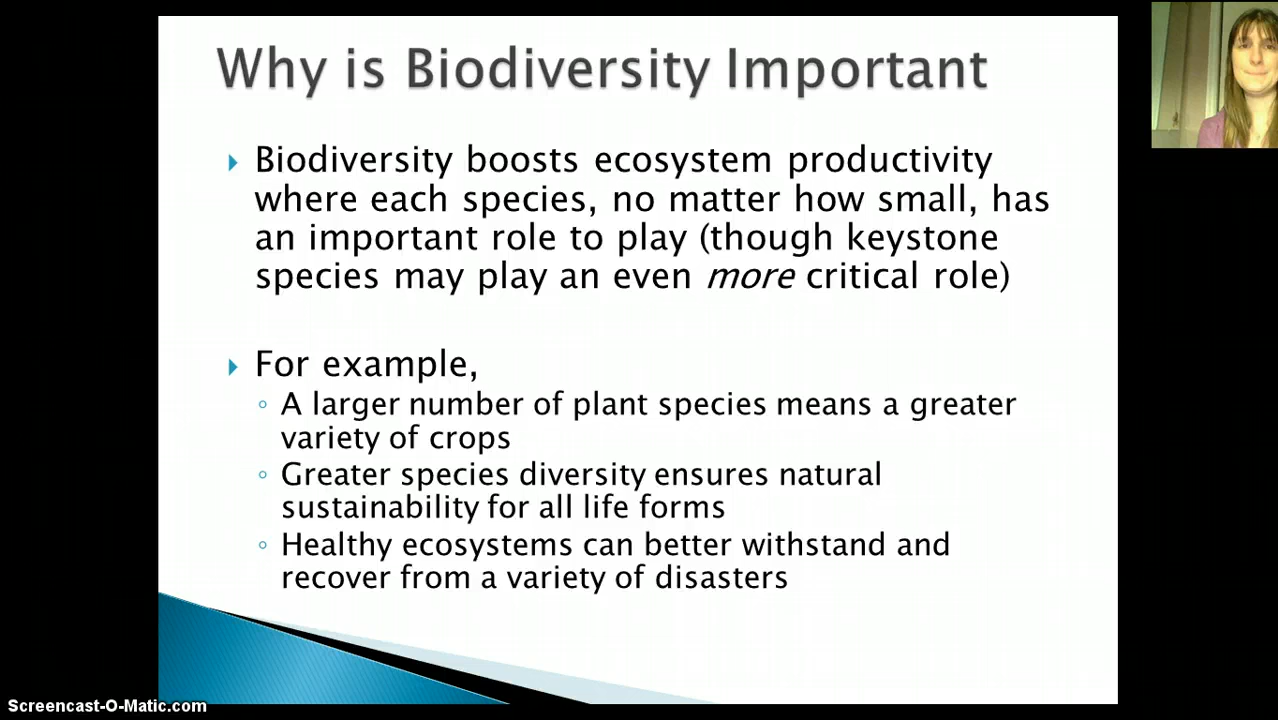 Why is Biodiversity Important
Biodiversity boosts ecosystem productivity
where each species, no matter how small, has
an important role to play (though keystone
species may play an even more critical role)
For example,
A larger number of plant species means a greater
variety of crops
Greater species diversity ensures natural
sustainability for all life forms
Healthy ecosystems can better withstand and
recover from a variety of disasters
Screencast-O-Matic.com